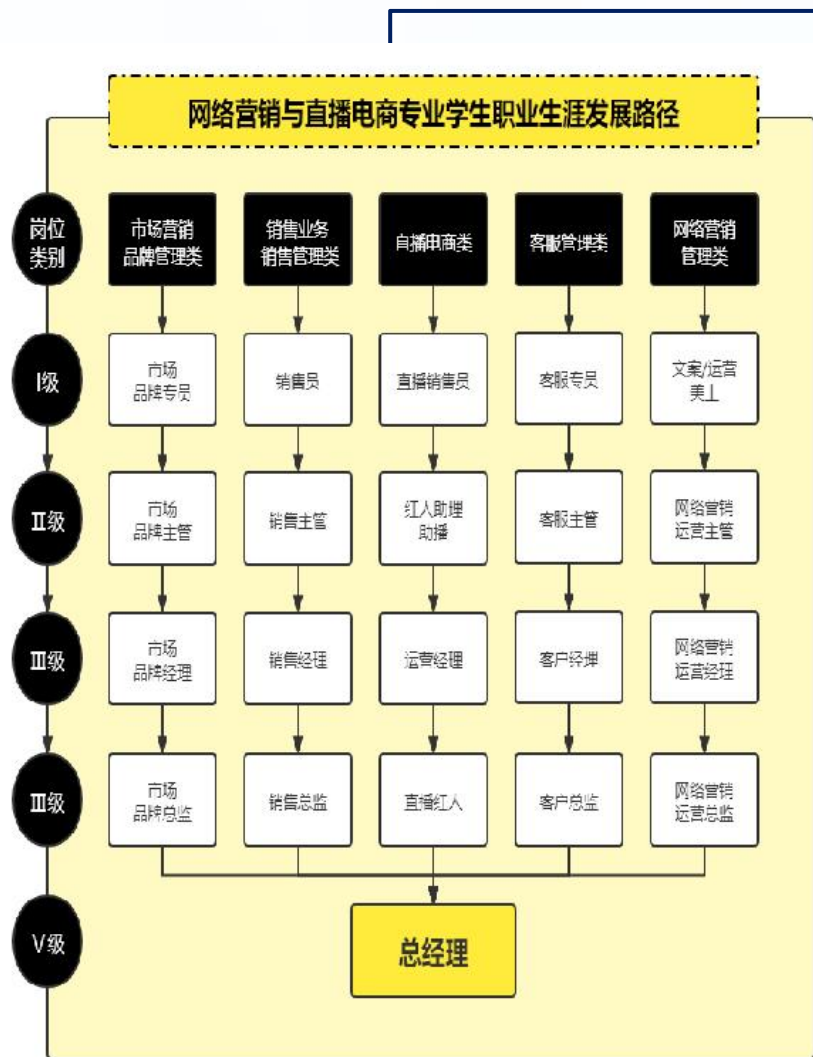 网络营销与直播电商专业学生职业生涯发展路径
岗位
类别
市场营销
品牌管理类
销售业务
销售管理类
自播电商类
客服管理类
网络营销
管理类
I级
市场
品牌专员
销售员
直播销售员
客服专员
文案/运营
美工
II级
市场
品牌主管
销售主管
红人助理
助播
客服主管
网络营销
运营主管
III级
市场
品牌经理
销售经理
运营经理
客户经理
网络营销
运营经理
III级
市场
品牌总监
销售总监
直播红人
客户总监
网络营销
运营总监
V级
总经理